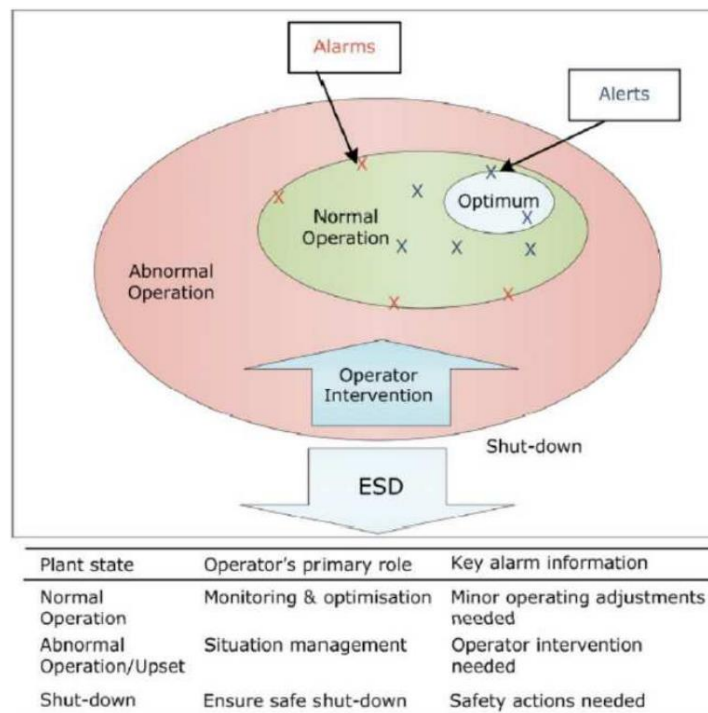 Alarms
Alerts
Optimum
Normal
Operation
Abnormal
Operation
Operator
Intervention
Shut-down
ESD
Plant state Operator's primary role Key alarm information
Normal Monitoring & optimisation Minor operating adjustments
Operation needed
Abnormal Situation management Operator intervention
Operation/Upset needed
Shut-down Ensure safe shut-down Safety actions needed